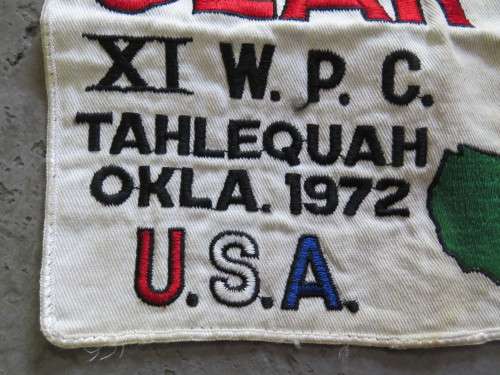 XI W. P. C.
TAHLEQUAH
OKLA. 1972
U.S.A.